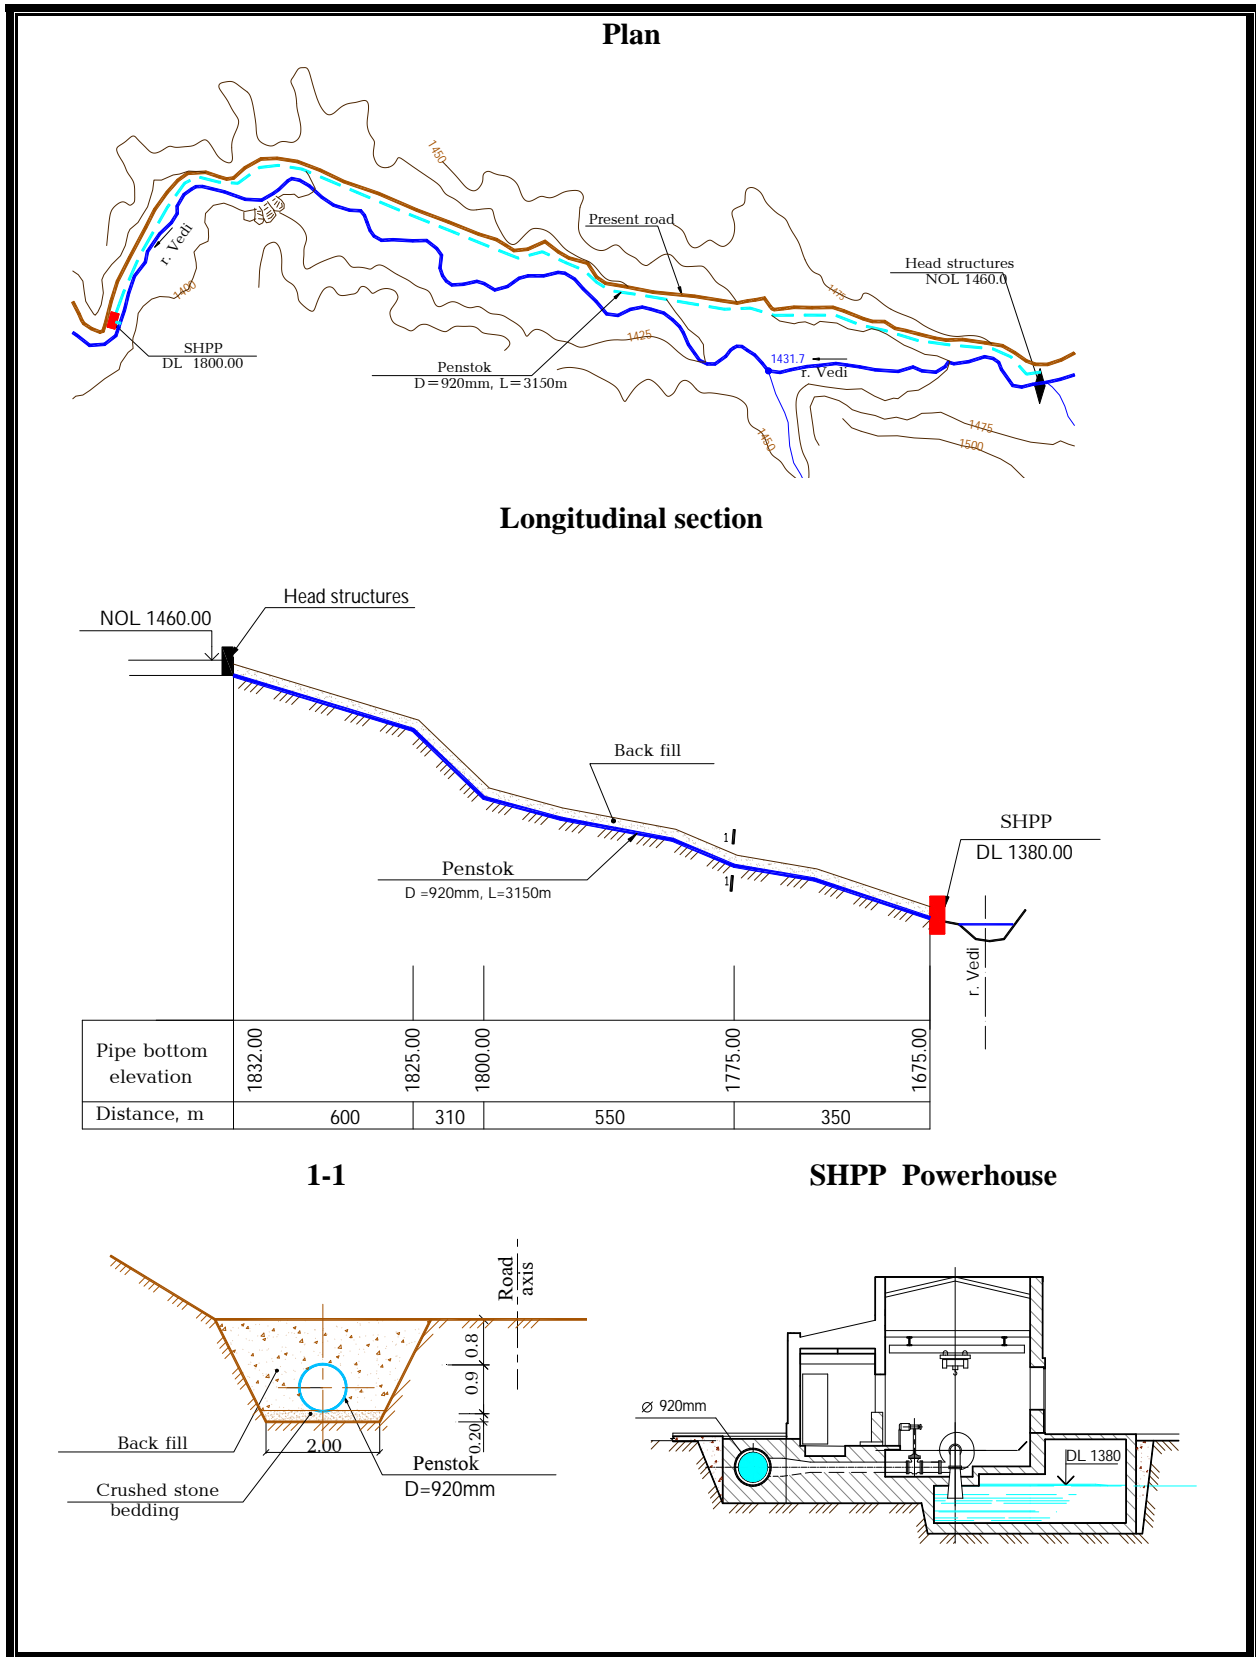 Plan
1450
Present road
Head structures
NOL 1460.0
1475
r. Vedi
1400
SHPP
DL 1800.00
1425
Penstok
D=920mm, L=3150m
1431.7
r. Vedi
1450
1475
1500
Longitudinal section
Head structures
NOL 1460.00
Back fill
1
1
SHPP
DL 1380.00
Penstok
D =920mm, L=3150m
r. Vedi
Pipe bottom
elevation
1832.00
1825.00
1800.00
1775.00
1675.00
Distance, m
600
310
550
350
1-1
SHPP Powerhouse
Road
axis
0.8
0.9
0.20
2.00
Back fill
Penstok
D=920mm
Crushed stone
bedding
Ø 920mm
DL 1380